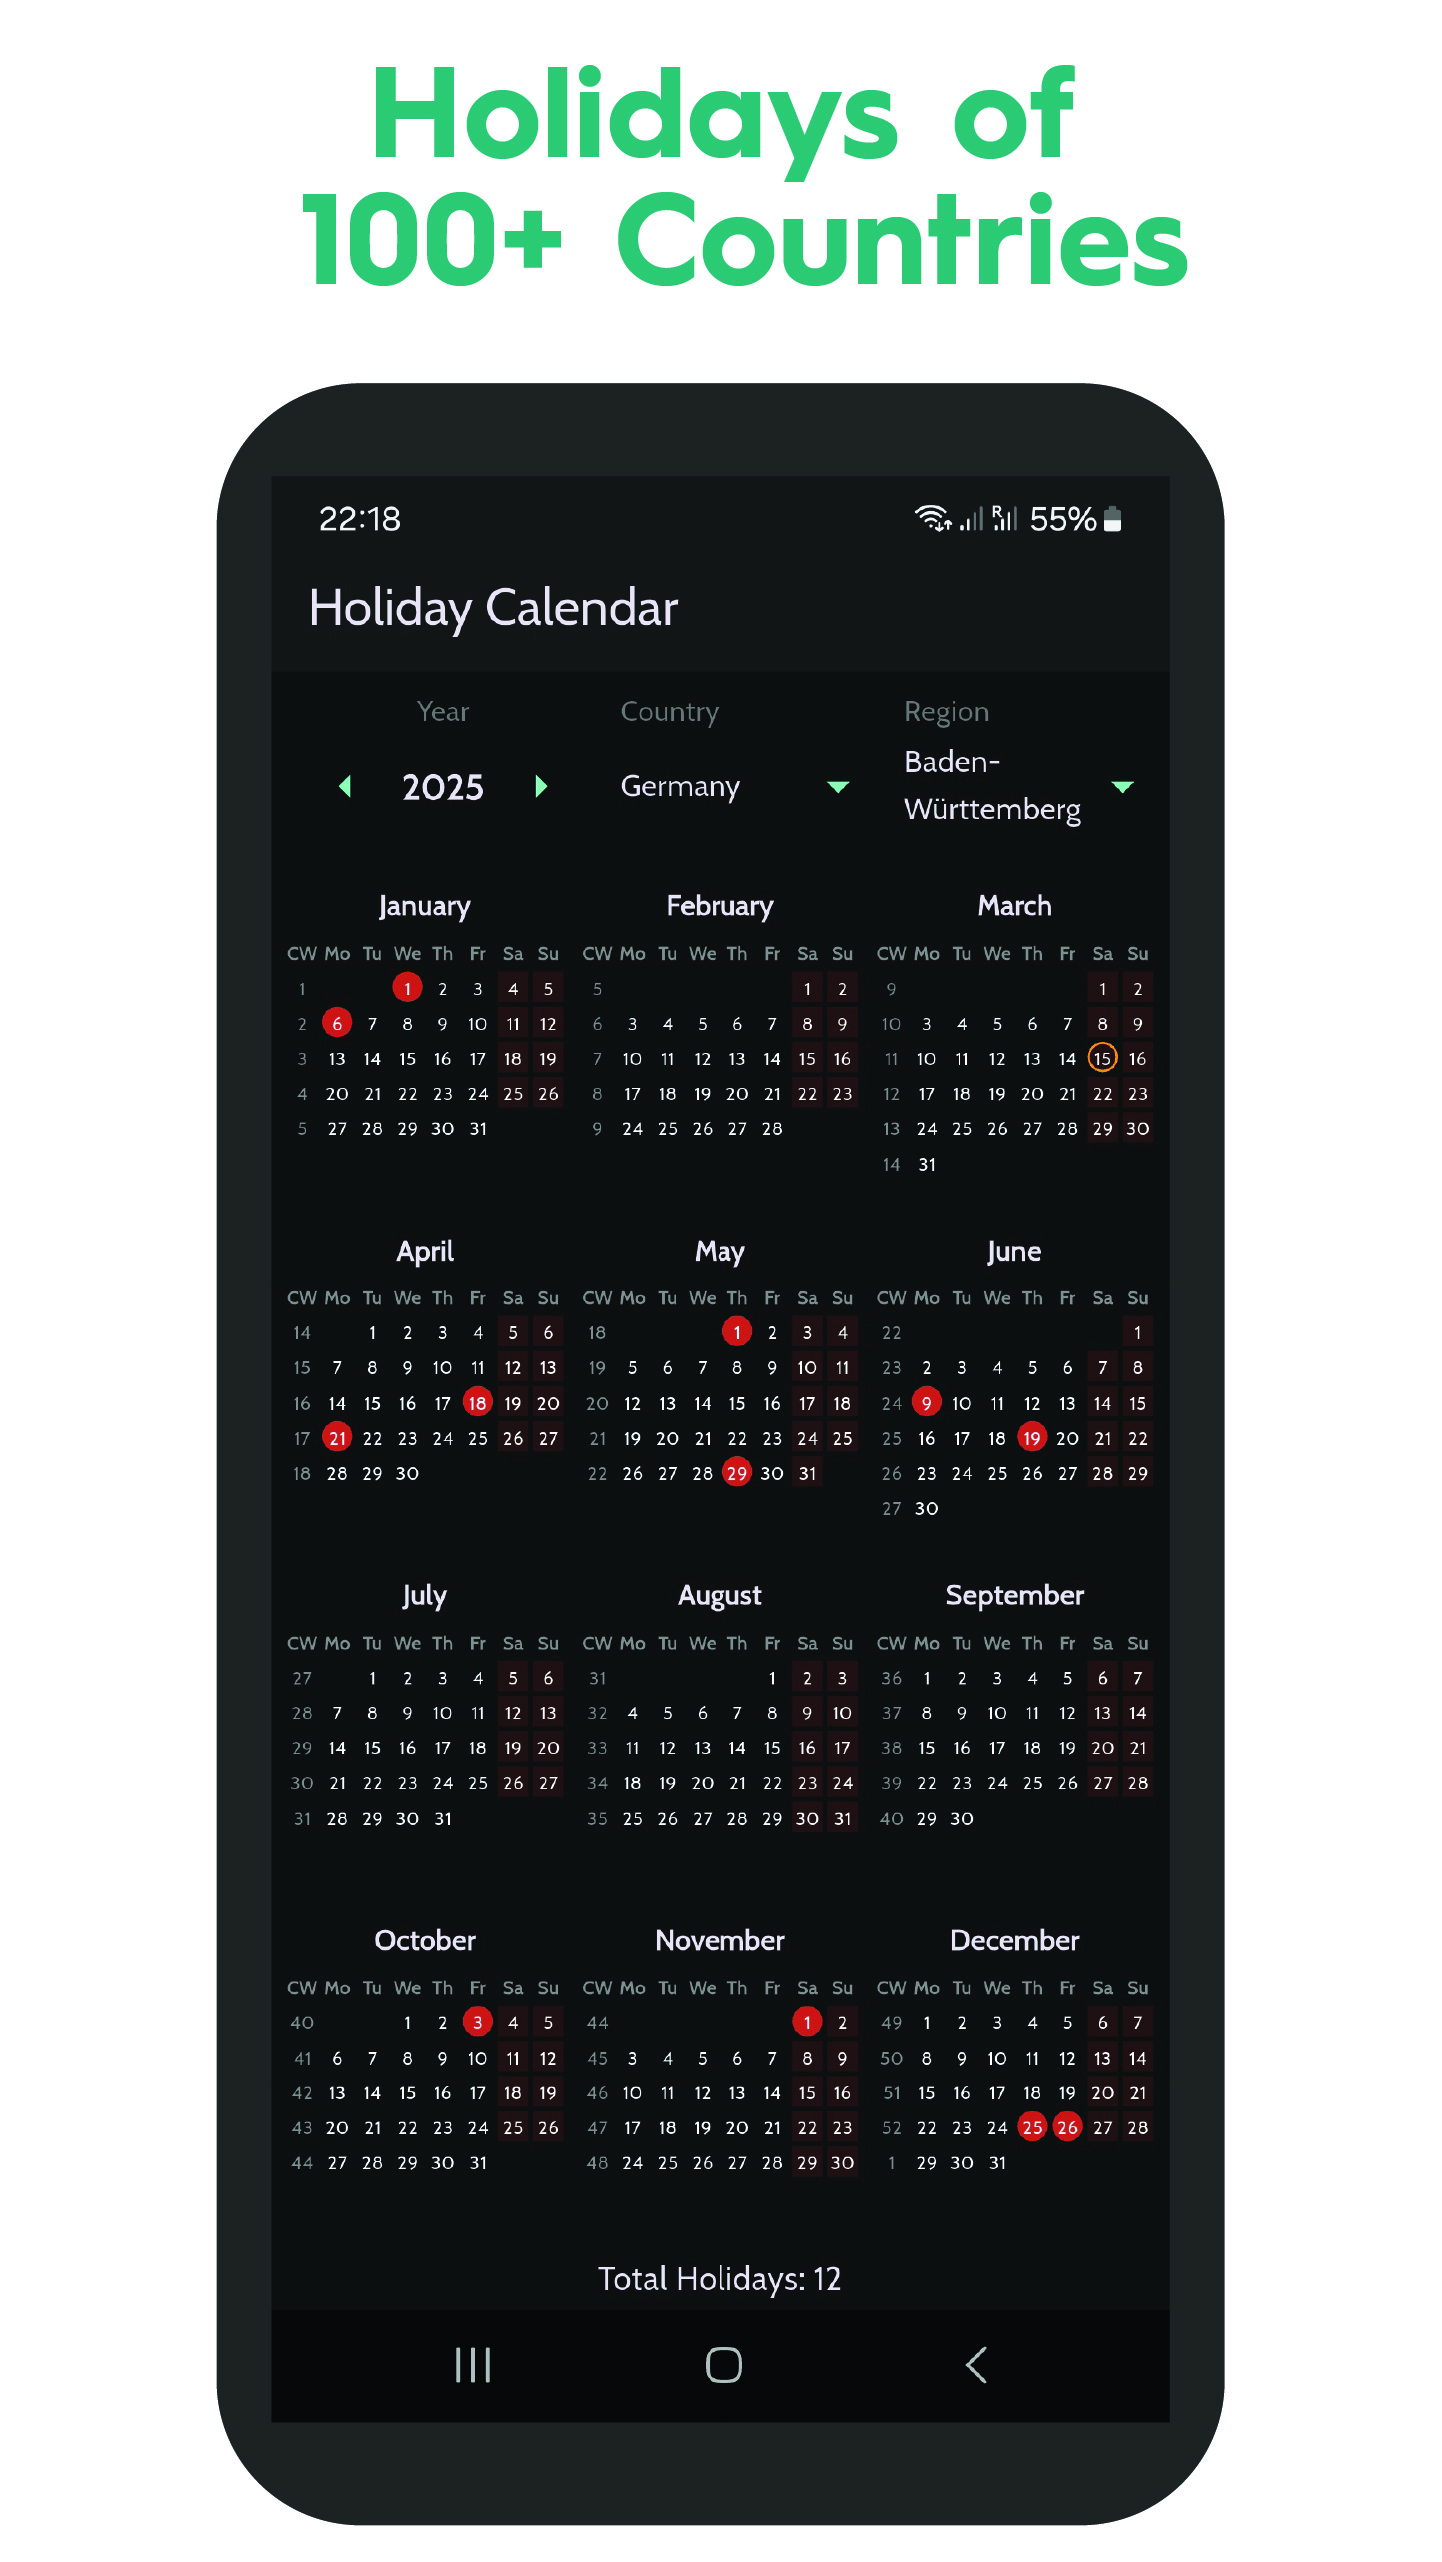 Holidays of
100+ Countries
22:18 R 55%
Holiday Calendar
Year Country Region
2025 Germany Baden-
Württemberg
January February March
CW Mo Tu We Th Fr Sa Su CW Mo Tu We Th Fr Sa Su CW Mo Tu We Th Fr Sa Su
1 1 2 3 4 5 5 1 2 9 1 2
2 6 7 8 9 10 11 12 6 3 4 5 6 7 8 9 10 3 4 5 6 7 8 9
3 13 14 15 16 17 18 19 7 10 11 12 13 14 15 16 11 10 11 12 13 14 15 16
4 20 21 22 23 24 25 26 8 17 18 19 20 21 22 23 12 17 18 19 20 21 22 23
5 27 28 29 30 31 9 24 25 26 27 28 13 24 25 26 27 28 29 30
14 31
April May June
CW Mo Tu We Th Fr Sa Su CW Mo Tu We Th Fr Sa Su CW Mo Tu We Th Fr Sa Su
14 1 2 3 4 5 6 18 1 2 3 4 22 1
15 7 8 9 10 11 12 13 19 5 6 7 8 9 10 11 23 2 3 4 5 6 7 8
16 14 15 16 17 18 19 20 20 12 13 14 15 16 17 18 24 9 10 11 12 13 14 15
17 21 22 23 24 25 26 27 21 19 20 21 22 23 24 25 25 16 17 18 19 20 21 22
18 28 29 30 22 26 27 28 29 30 31 26 23 24 25 26 27 28 29
27 30
July August September
CW Mo Tu We Th Fr Sa Su CW Mo Tu We Th Fr Sa Su CW Mo Tu We Th Fr Sa Su
27 1 2 3 4 5 6 31 1 2 3 36 1 2 3 4 5 6 7
28 7 8 9 10 11 12 13 32 4 5 6 7 8 9 10 37 8 9 10 11 12 13 14
29 14 15 16 17 18 19 20 33 11 12 13 14 15 16 17 38 15 16 17 18 19 20 21
30 21 22 23 24 25 26 27 34 18 19 20 21 22 23 24 39 22 23 24 25 26 27 28
31 28 29 30 31 35 25 26 27 28 29 30 31 40 29 30
October November December
CW Mo Tu We Th Fr Sa Su CW Mo Tu We Th Fr Sa Su CW Mo Tu We Th Fr Sa Su
40 1 2 3 4 5 44 1 2 49 1 2 3 4 5 6 7
41 6 7 8 9 10 11 12 45 3 4 5 6 7 8 9 50 8 9 10 11 12 13 14
42 13 14 15 16 17 18 19 46 10 11 12 13 14 15 16 51 15 16 17 18 19 20 21
43 20 21 22 23 24 25 26 47 17 18 19 20 21 22 23 52 22 23 24 25 26 27 28
44 27 28 29 30 31 48 24 25 26 27 28 29 30 1 29 30 31
Total Holidays: 12